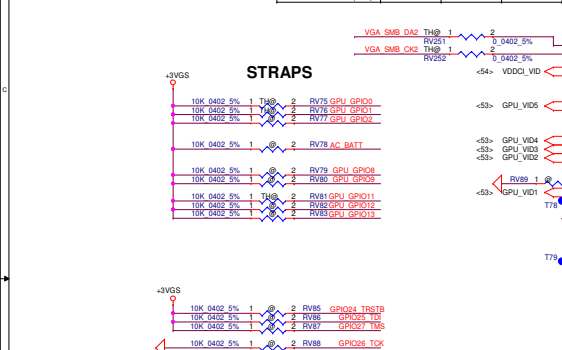 VGA_SMB_DA2 TH@ 1 2
RV251 0_0402_5%
VGA_SMB_CK2 TH@ 1 2
RV252 0_0402_5%
STRAPS
<54> VDDCI_VID
+3VGS
C
10K_0402_5% 1 TH@ 2 RV75 GPU_GPIO0
10K_0402_5% 1 TH@ 2 RV76 GPU_GPIO1
10K_0402_5% 1 @ 2 RV77 GPU_GPIO2
<53> GPU_VID5
10K_0402_5% 1 @ 2 RV78 AC_BATT
<53> GPU_VID4
<53> GPU_VID3
<53> GPU_VID2
10K_0402_5% 1 @ 2 RV79 GPU_GPIO8
10K_0402_5% 1 @ 2 RV80 GPU_GPIO9
RV89 1 @
<53> GPU_VID1
10K_0402_5% 1 TH@ 2 RV81 GPU_GPIO11
10K_0402_5% 1 @ 2 RV82 GPU_GPIO12
10K_0402_5% 1 @ 2 RV83 GPU_GPIO13
T78
T79
+3VGS
10K_0402_5% 1 @ 2 RV85 GPIO24_TRSTB
10K_0402_5% 1 @ 2 RV86 GPIO25_TDI
10K_0402_5% 1 @ 2 RV87 GPIO27_TMS
10K_0402_5% 1 @ 2 RV88 GPIO26_TCK